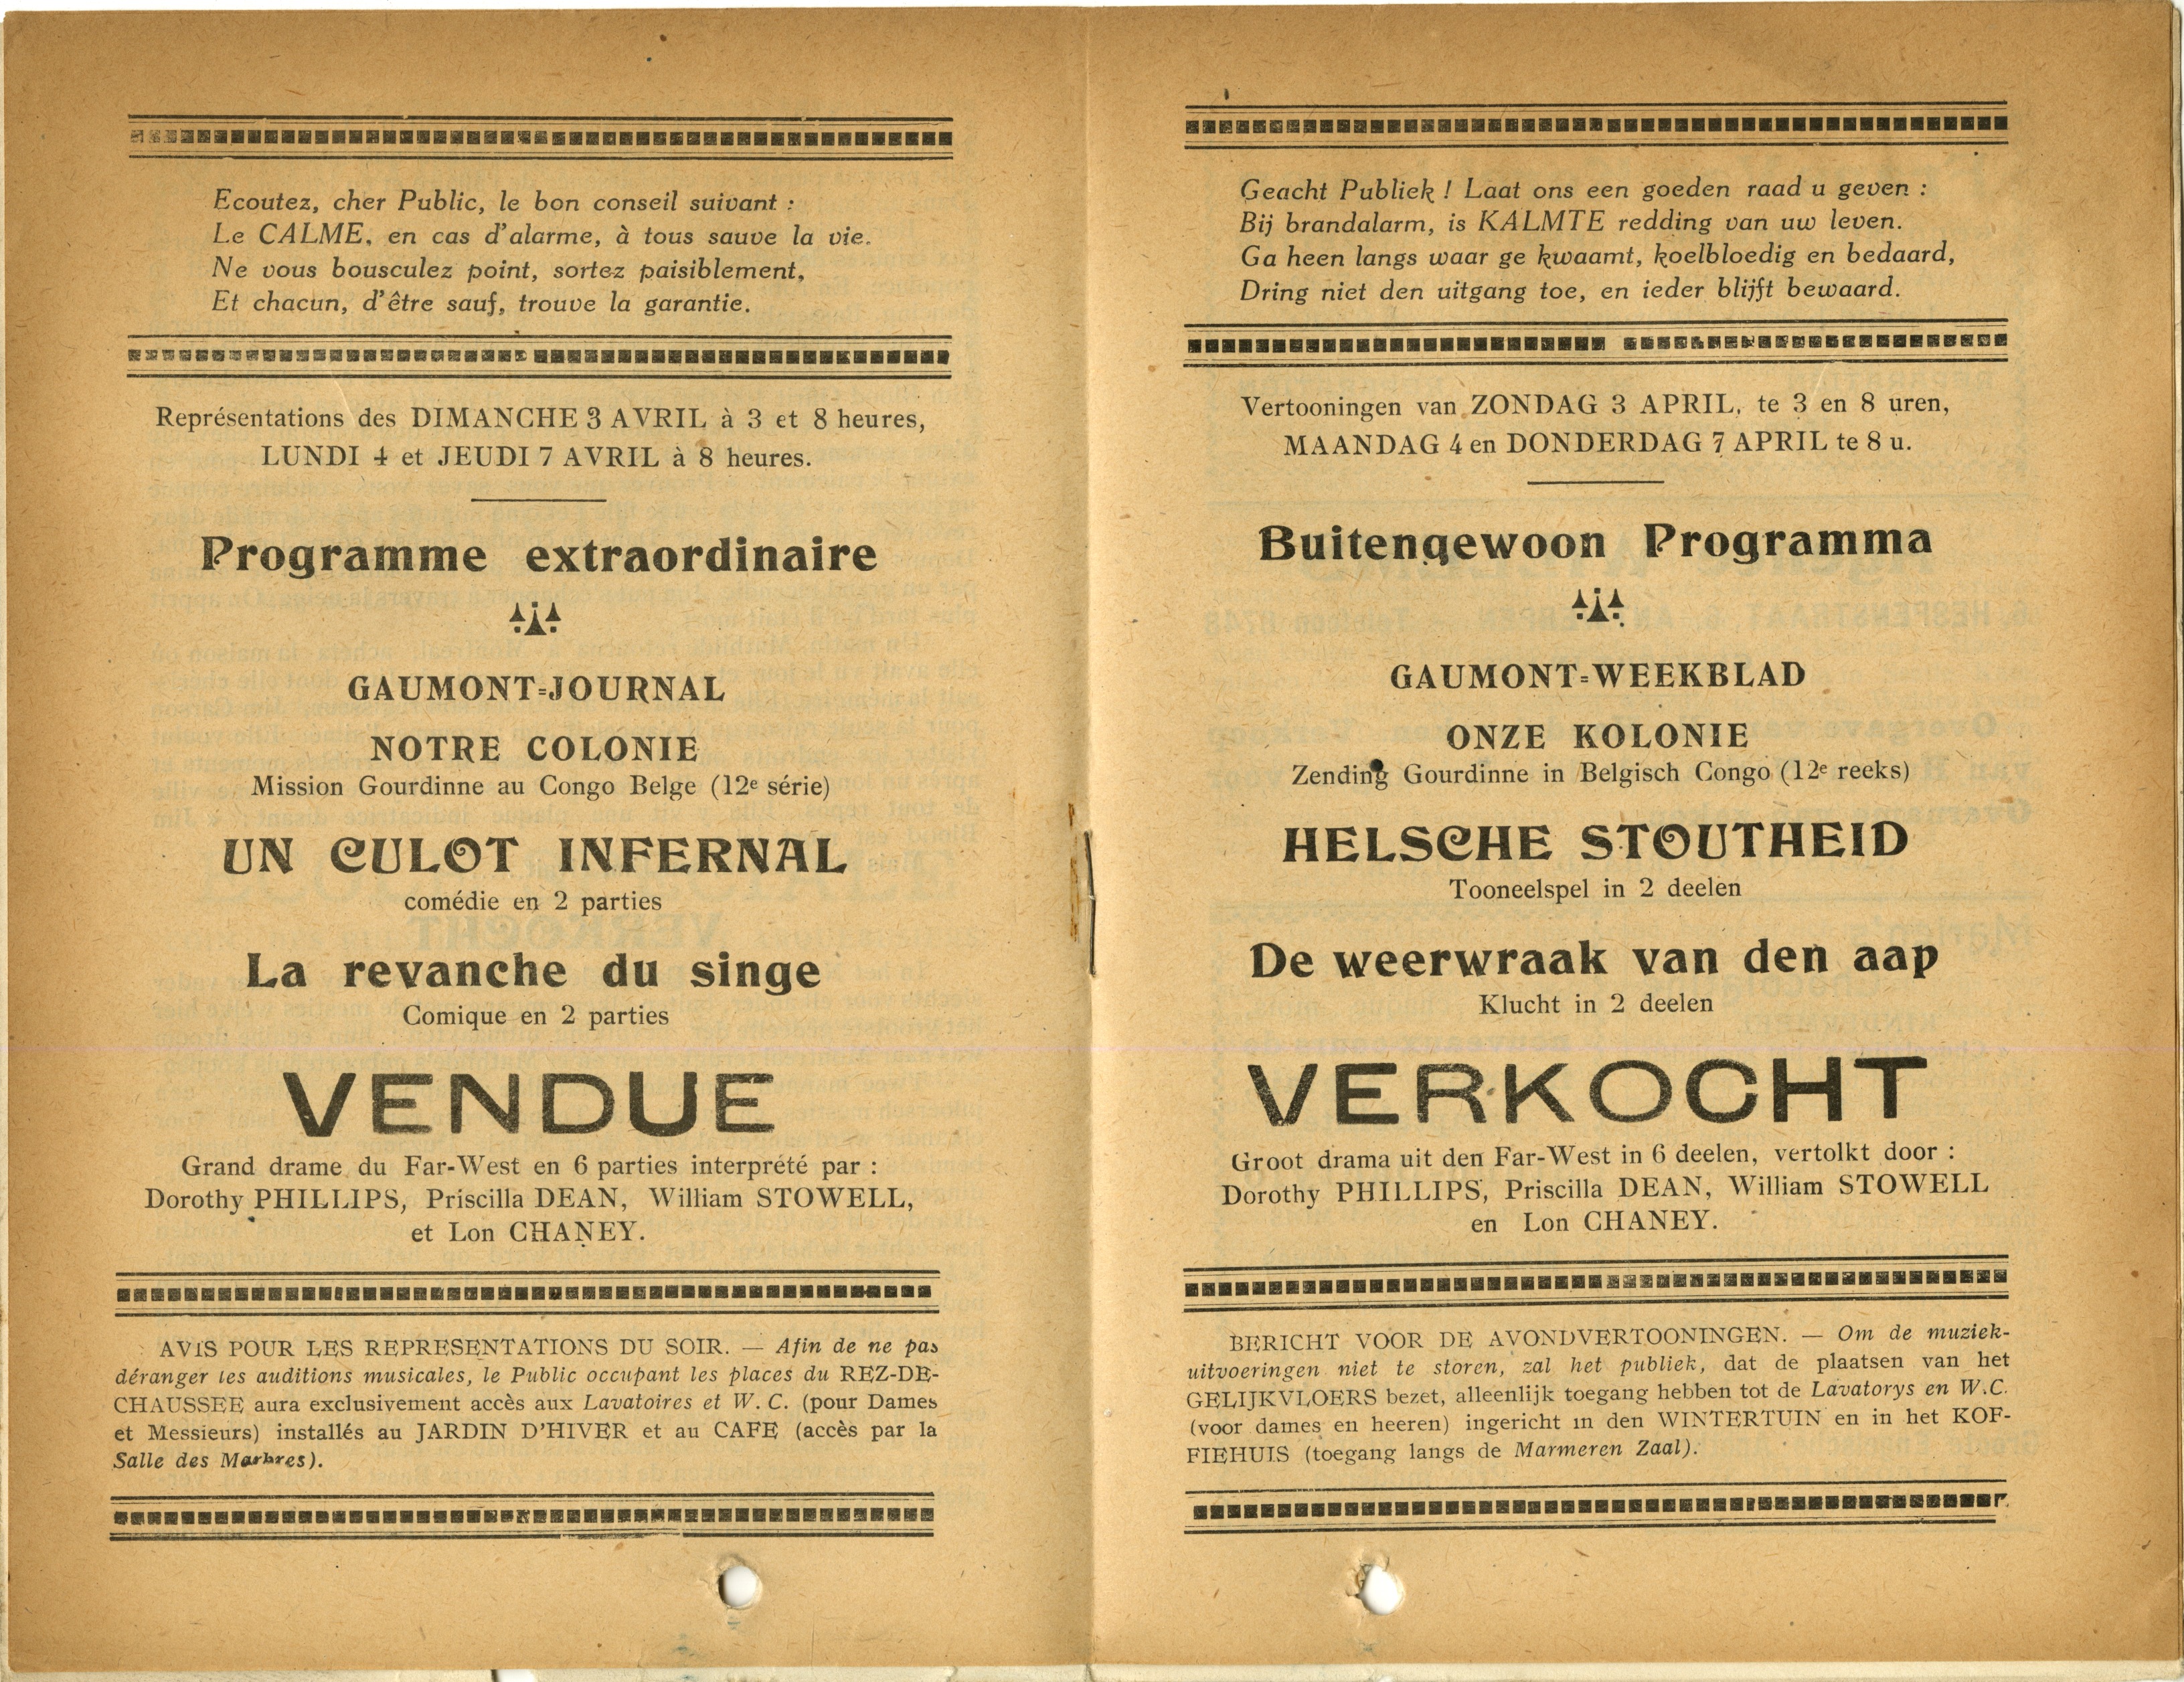 Ecoutez, cher Public, le bon conseil suivant :
Le CALME, en cas d'alarme, à tous sauve la vie.
Ne vous bousculez point, sortez paisiblement,
Et chacun, d'être sauf, trouve la garantie.
Représentations des DIMANCHE 3 AVRIL à 3 et 8 heures,
LUNDI 4 et JEUDI 7 AVRIL à 8 heures.
Programme extraordinaire
GAUMONT=JOURNAL
NOTRE COLONIE
Mission Gourdinne au Congo Belge (12e série)
UN CULOT INFERNAL
comédie en 2 parties
La revanche du singe
Comique en 2 parties
VENDUE
Grand drame du Far-West en 6 parties interprété par :
Dorothy PHILLIPS, Priscilla DEAN, William STOWELL,
et Lon CHANEY.
AVIS POUR LES REPRESENTATIONS DU SOIR. — Afin de ne pas
déranger les auditions musicales, le Public occupant les places du REZ-DE-
CHAUSSEE aura exclusivement accès aux Lavatoires et W. C. (pour Dames
et Messieurs) installés au JARDIN D'HIVER et au CAFE (accès par la
Salle des Marbres).
Geacht Publiek ! Laat ons een goeden raad u geven :
Bij brandalarm, is KALMTE redding van uw leven.
Ga heen langs waar ge kwaamt, koelbloedig en bedaard,
Dring niet den uitgang toe, en ieder blijft bewaard.
Vertooningen van ZONDAG 3 APRIL, te 3 en 8 uren,
MAANDAG 4 en DONDERDAG 7 APRIL te 8 u.
Buitengewoon Programma
GAUMONT=WEEKBLAD
ONZE KOLONIE
Zending Gourdinne in Belgisch Congo (12e reeks)
HELSCHE STOUTHEID
Tooneelspel in 2 deelen
De weerwraak van den aap
Klucht in 2 deelen
VERKOCHT
Groot drama uit den Far-West in 6 deelen, vertolkt door :
Dorothy PHILLIPS, Priscilla DEAN, William STOWELL
en Lon CHANEY.
BERICHT VOOR DE AVONDVERTOONINGEN. — Om de muziek-
uitvoeringen niet te storen, zal het publiek, dat de plaatsen van het
GELIJKVLOERS bezet, alleenlijk toegang hebben tot de Lavatorys en W.C.
(voor dames en heeren) ingericht in den WINTERTUIN en in het KOF-
FIEHUIS (toegang langs de Marmeren Zaal).